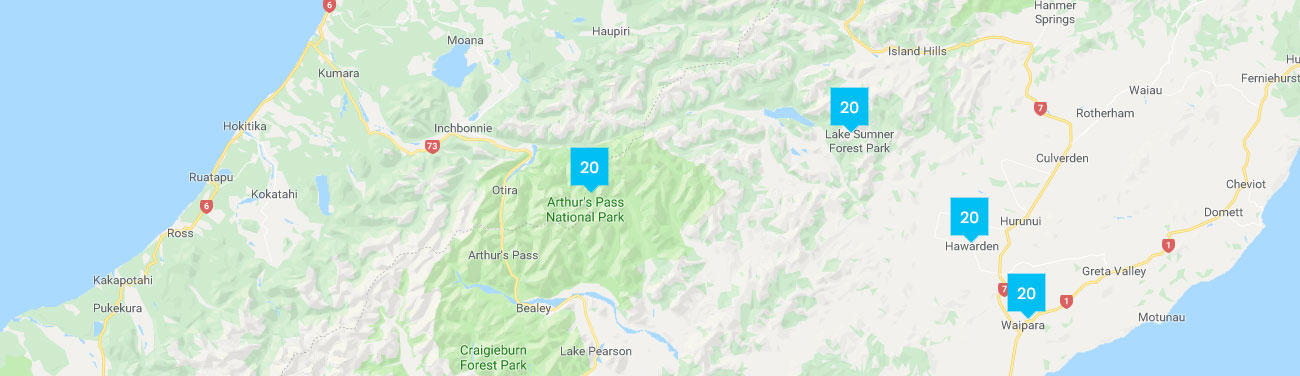 6
Hanmer
Springs
Moana
Haupiri
Island Hills
Kumara
Ferniehurst
Waiau
7
Rotherham
20
Hokitika
Inchbonnie
Lake Sumner
Forest Park
73
Culverden
20
Ruatapu
Kokatahi
Otira
Arthur's Pass
National Park
Cheviot
6
Domett
20
Hurunui
Ross
Hawarden
1
Arthur's Pass
Greta Valley
Kakapotahi
7
20
1
Pukekura
Bealey
Motunau
Waipara
Craigieburn
Forest Park
Lake Pearson